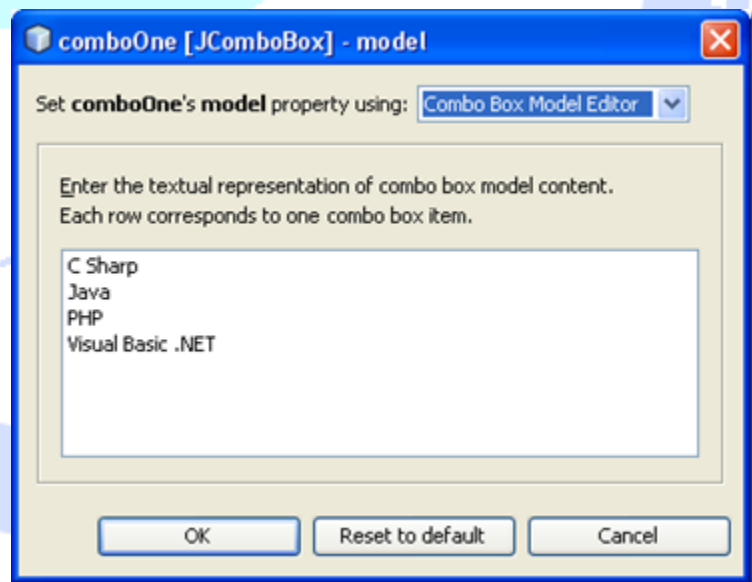 comboOne [JComboBox] - model
Set comboOne's model property using: Combo Box Model Editor
Enter the textual representation of combo box model content.
Each row corresponds to one combo box item.
C Sharp
Java
PHP
Visual Basic .NET
OK Reset to default Cancel